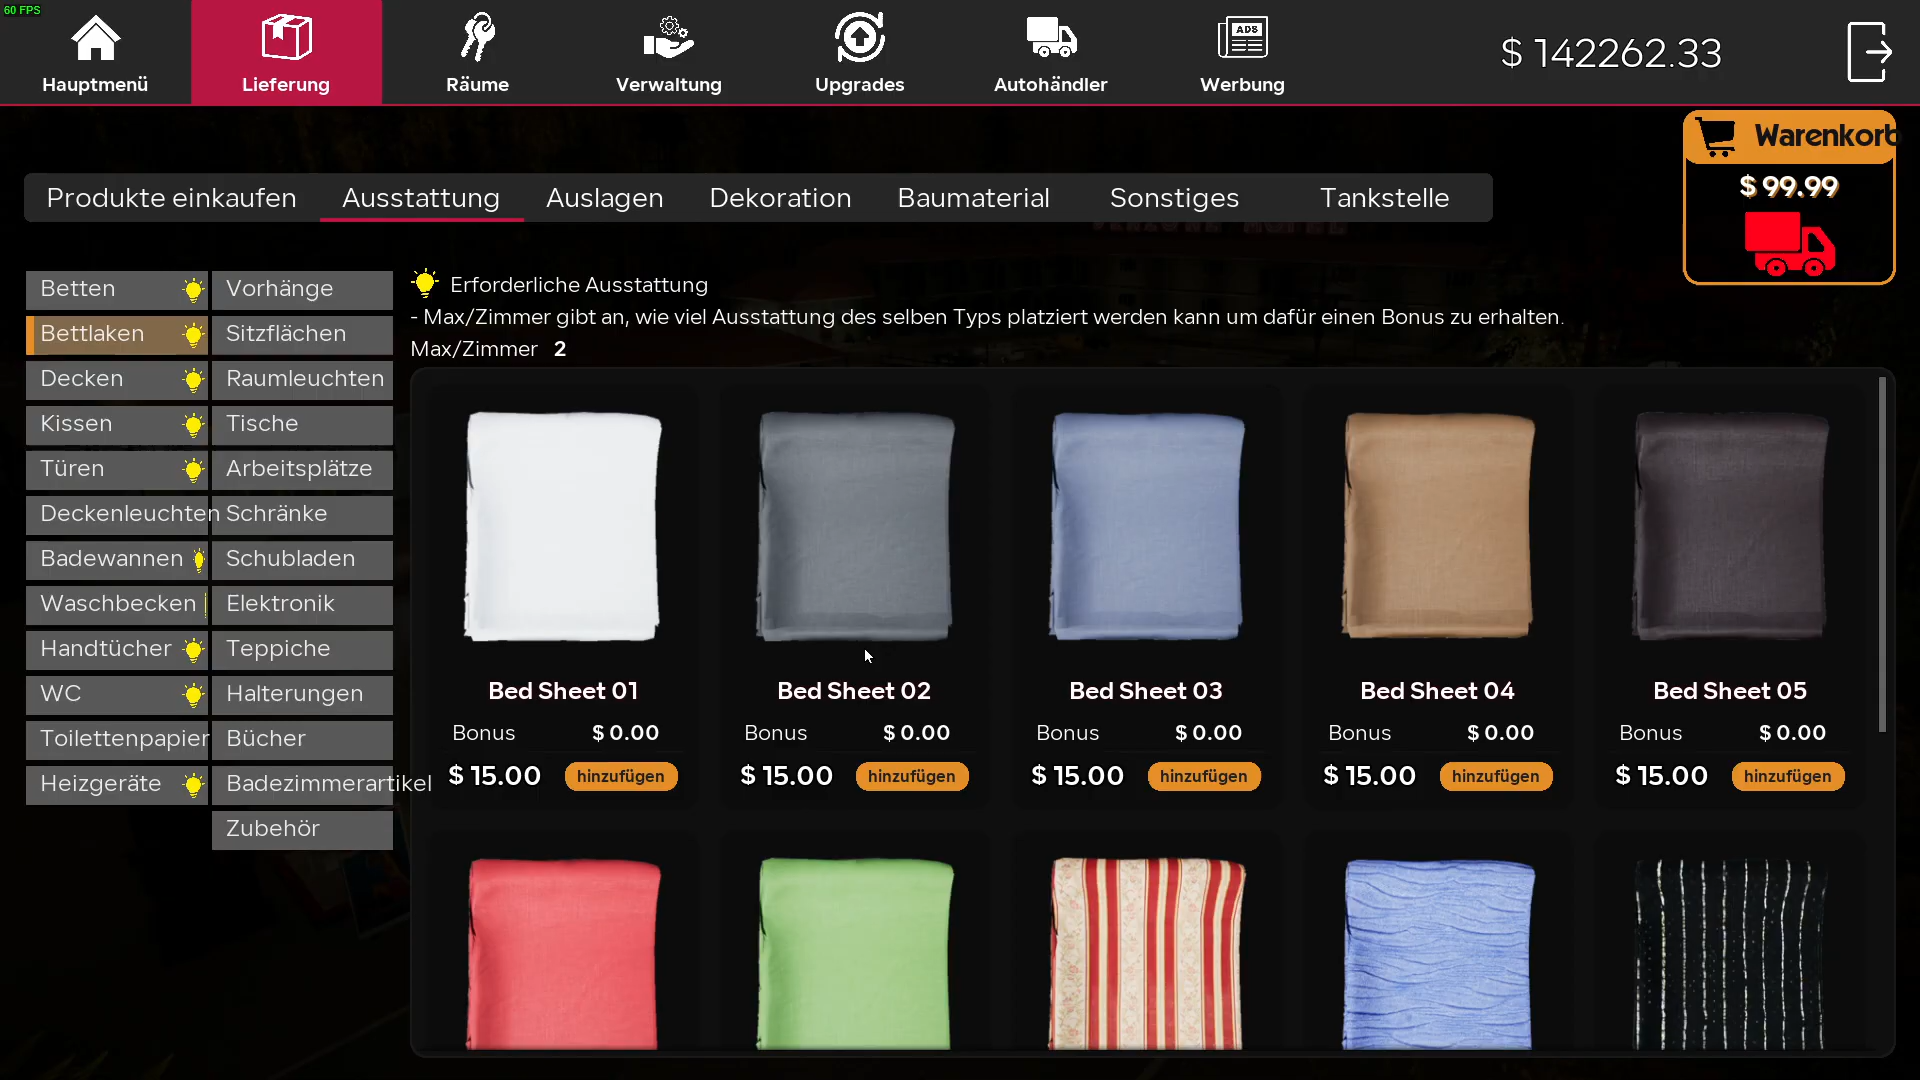 60 FPS
Hauptmenü
Lieferung
Räume
Verwaltung
Upgrades
Autohändler
ADS
Werbung
$ 142262.33
Warenkorb
$ 99.99
Produkte einkaufen
Ausstattung
Auslagen
Dekoration
Baumaterial
Sonstiges
Tankstelle
Betten
Bettlaken
Decken
Kissen
Türen
Deckenleuchten
Badewannen
Waschbecken
Handtücher
WC
Toilettenpapier
Heizgeräte
Vorhänge
Sitzflächen
Raumleuchten
Tische
Arbeitsplätze
Schränke
Schubladen
Elektronik
Teppiche
Halterungen
Bücher
Badezimmerartikel
Zubehör
Erforderliche Ausstattung
- Max/Zimmer gibt an, wie viel Ausstattung des selben Typs platziert werden kann um dafür einen Bonus zu erhalten.
Max/Zimmer 2
Bed Sheet 01
Bonus $ 0.00
$ 15.00 hinzufügen
Bed Sheet 02
Bonus $ 0.00
$ 15.00 hinzufügen
Bed Sheet 03
Bonus $ 0.00
$ 15.00 hinzufügen
Bed Sheet 04
Bonus $ 0.00
$ 15.00 hinzufügen
Bed Sheet 05
Bonus $ 0.00
$ 15.00 hinzufügen